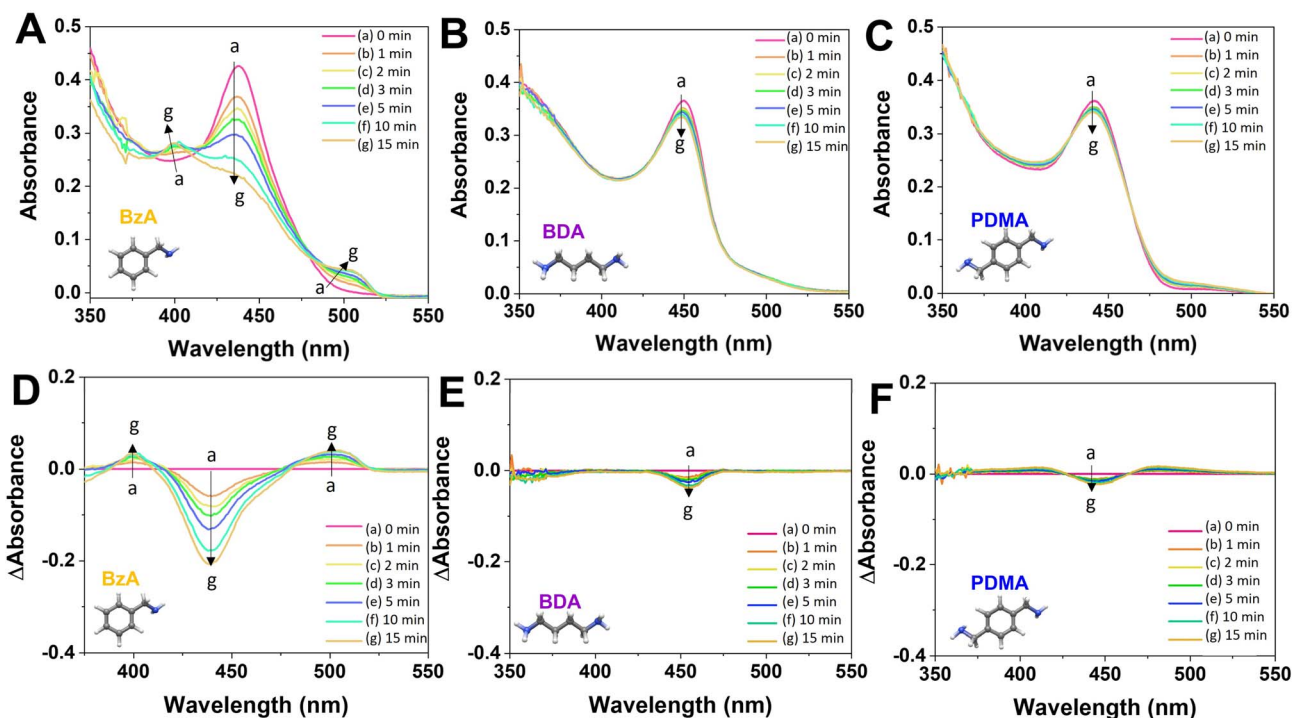 A
0.5
0.4
0.3
0.2
0.1
0.0
Absorbance
350 400 450 500 550
Wavelength (nm)
(a) 0 min
(b) 1 min
(c) 2 min
(d) 3 min
(e) 5 min
(f) 10 min
(g) 15 min
a
g
g
a
g
a
BzA
B
0.5
0.4
0.3
0.2
0.1
0.0
Absorbance
350 400 450 500 550
Wavelength (nm)
(a) 0 min
(b) 1 min
(c) 2 min
(d) 3 min
(e) 5 min
(f) 10 min
(g) 15 min
a
g
BDA
C
0.5
0.4
0.3
0.2
0.1
0.0
Absorbance
350 400 450 500 550
Wavelength (nm)
(a) 0 min
(b) 1 min
(c) 2 min
(d) 3 min
(e) 5 min
(f) 10 min
(g) 15 min
a
g
PDMA
D
0.2
0.0
-0.2
-0.4
ΔAbsorbance
400 450 500 550
Wavelength (nm)
g
a
a
g
g
a
(a) 0 min
(b) 1 min
(c) 2 min
(d) 3 min
(e) 5 min
(f) 10 min
(g) 15 min
BzA
E
0.2
0.0
-0.2
-0.4
ΔAbsorbance
350 400 450 500 550
Wavelength (nm)
a
g
(a) 0 min
(b) 1 min
(c) 2 min
(d) 3 min
(e) 5 min
(f) 10 min
(g) 15 min
BDA
F
0.2
0.0
-0.2
-0.4
ΔAbsorbance
350 400 450 500 550
Wavelength (nm)
a
g
(a) 0 min
(b) 1 min
(c) 2 min
(d) 3 min
(e) 5 min
(f) 10 min
(g) 15 min
PDMA